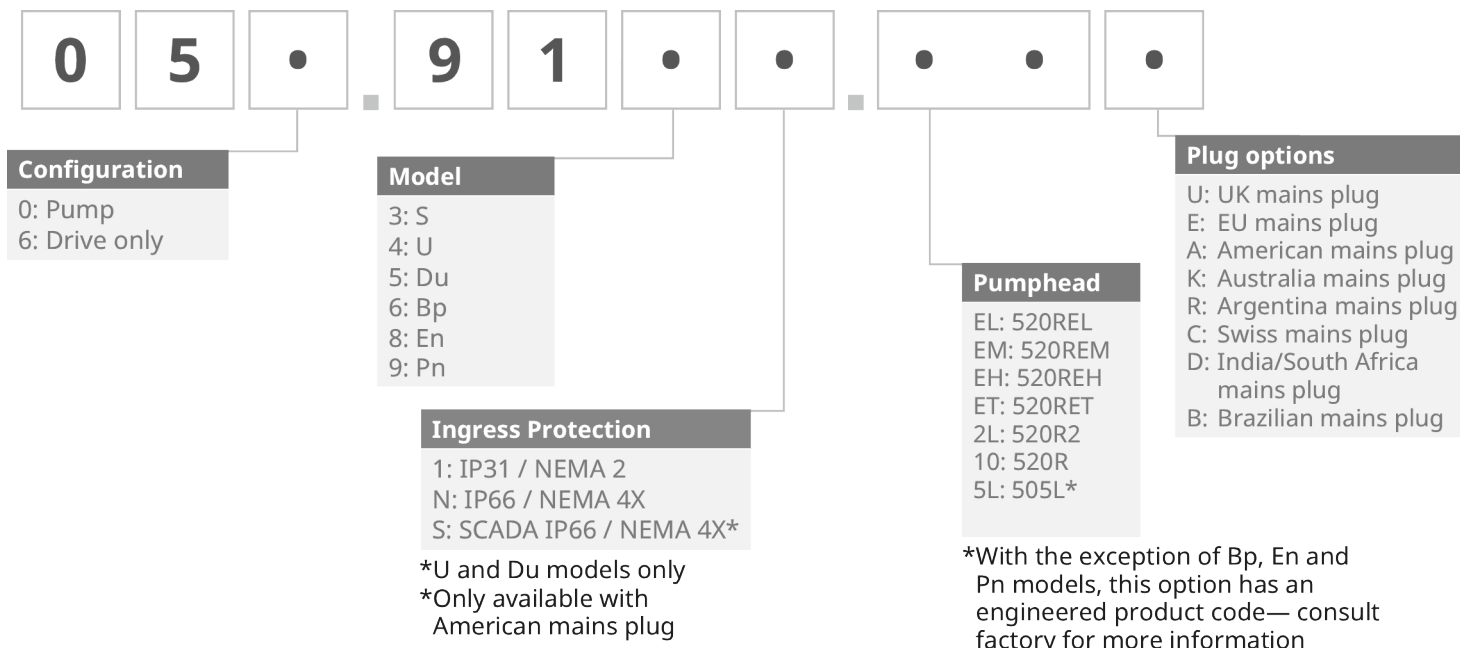 0 5 • . 9 1 • • . • • •
Configuration
0: Pump
6: Drive only
Model
3: S
4: U
5: Du
6: Bp
8: En
9: Pn
Ingress Protection
1: IP31 / NEMA 2
N: IP66 / NEMA 4X
S: SCADA IP66 / NEMA 4X*
*U and Du models only
*Only available with
American mains plug
Pumphead
EL: 520REL
EM: 520REM
EH: 520REH
ET: 520RET
2L: 520R2
10: 520R
5L: 505L*
*With the exception of Bp, En and
Pn models, this option has an
engineered product code— consult
factory for more information
Plug options
U: UK mains plug
E: EU mains plug
A: American mains plug
K: Australia mains plug
R: Argentina mains plug
C: Swiss mains plug
D: India/South Africa
mains plug
B: Brazilian mains plug